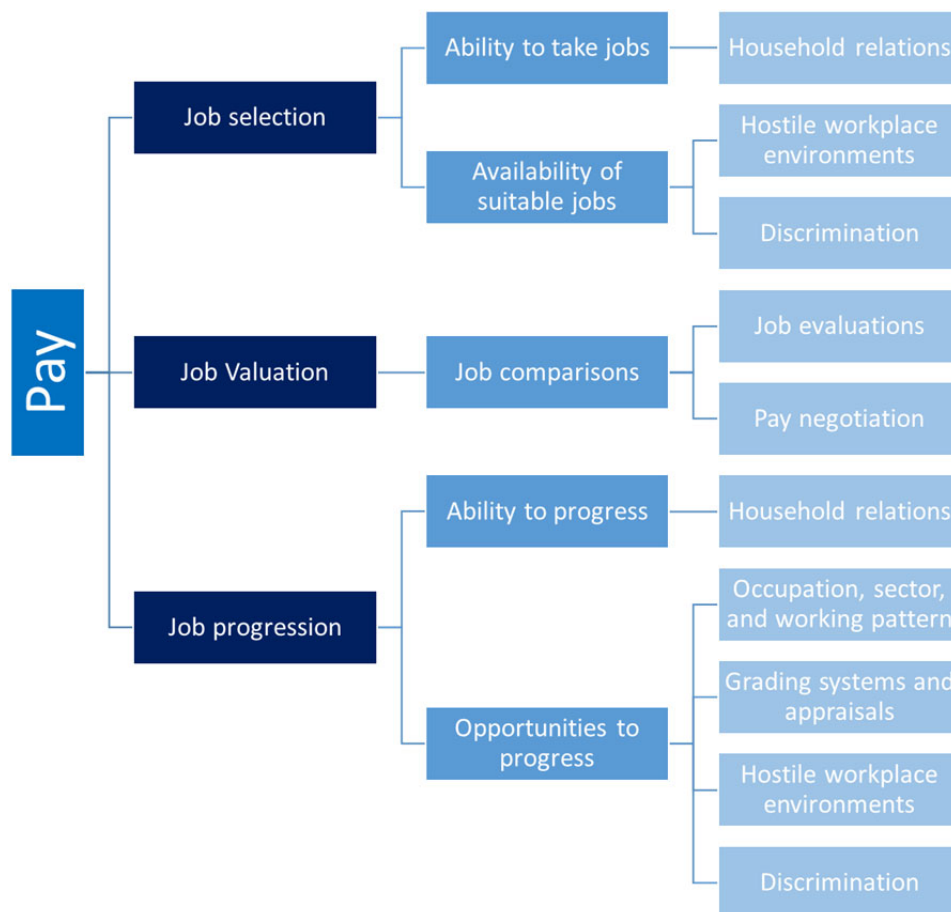 Pay
Job selection
Ability to take jobs
Household relations
Availability of
suitable jobs
Hostile workplace
environments
Discrimination
Job Valuation
Job comparisons
Job evaluations
Pay negotiation
Job progression
Ability to progress
Household relations
Opportunities to
progress
Occupation, sector,
and working pattern
Grading systems and
appraisals
Hostile workplace
environments
Discrimination